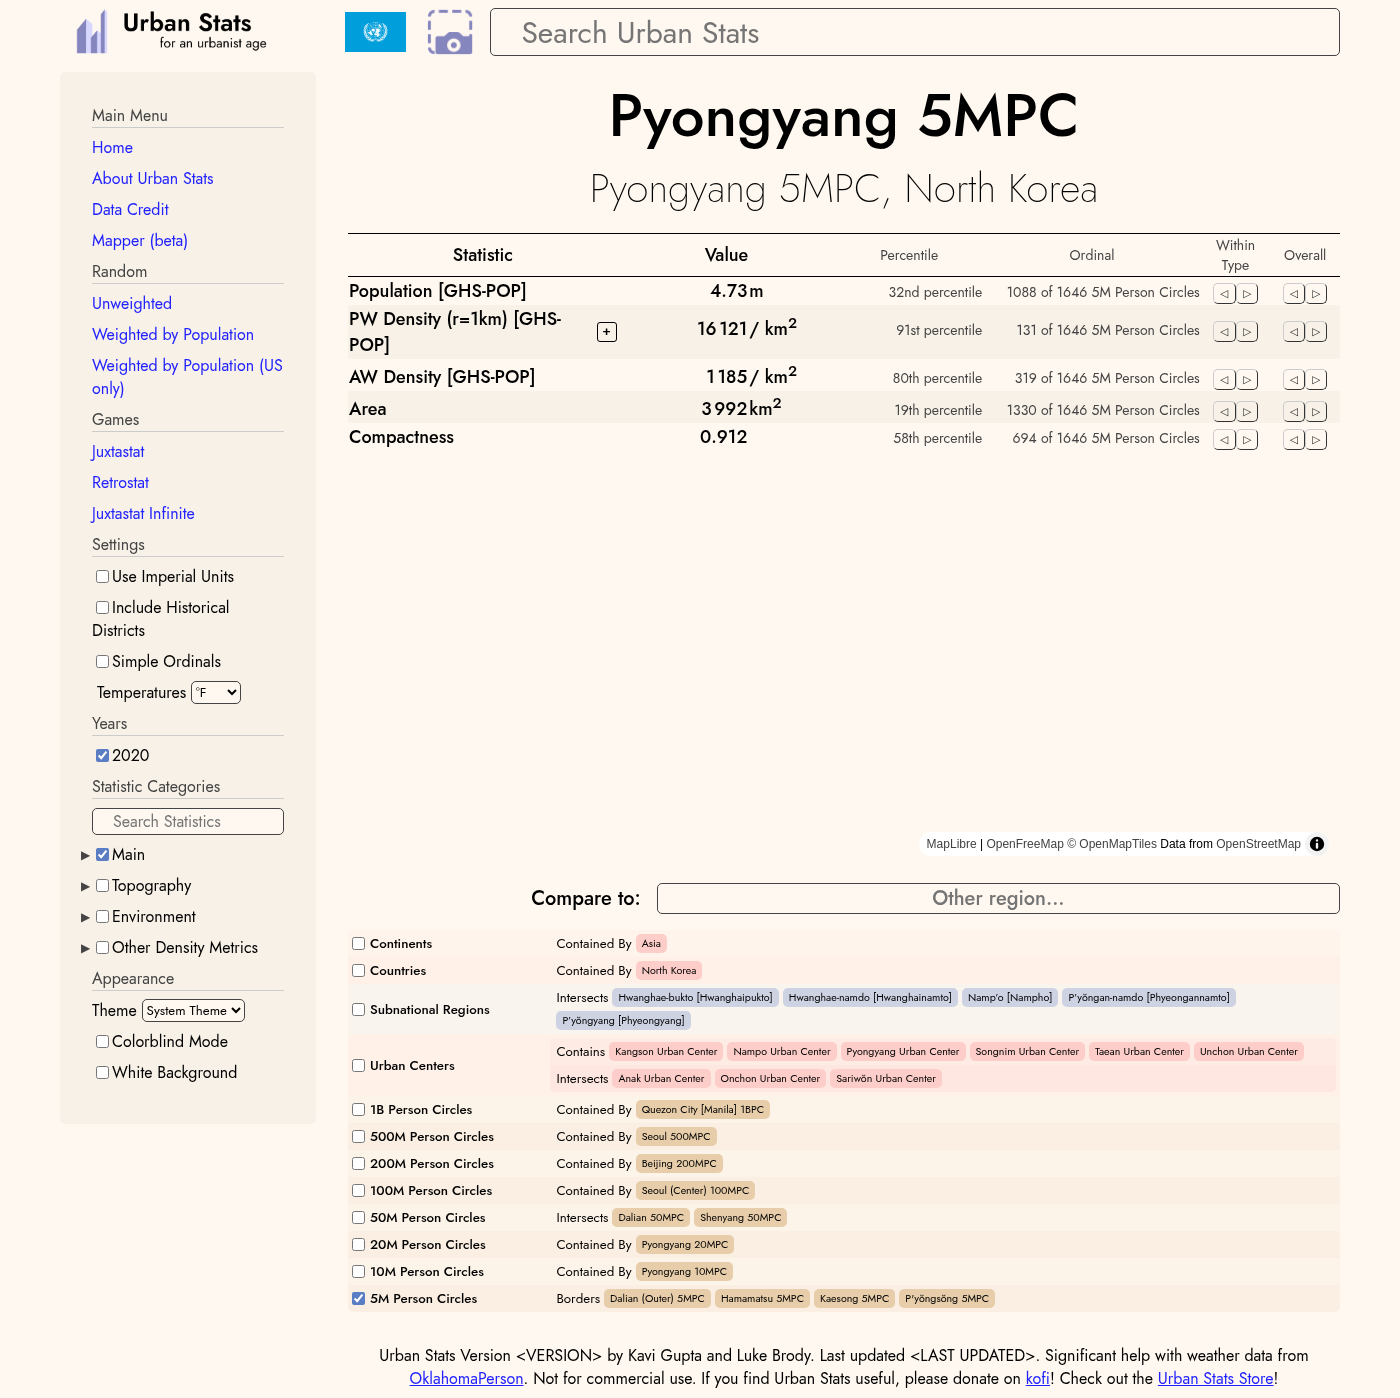 Urban Stats
for an urbanist age
Search Urban Stats
Main Menu
Home
About Urban Stats
Data Credit
Mapper (beta)
Random
Unweighted
Weighted by Population
Weighted by Population (US
only)
Games
Juxtastat
Retrostat
Juxtastat Infinite
Settings
Use Imperial Units
Include Historical
Districts
Simple Ordinals
Temperatures °F
Years
2020
Statistic Categories
Search Statistics
Main
Topography
Environment
Other Density Metrics
Appearance
Theme System Theme
Colorblind Mode
White Background
Pyongyang 5MPC
Pyongyang 5MPC, North Korea
Statistic Value Percentile Ordinal Within Type Overall
Population [GHS-POP] 4.73 m 32nd percentile 1088 of 1646 5M Person Circles
PW Density (r=1km) [GHS-POP] + 16 121 / km² 91st percentile 131 of 1646 5M Person Circles
AW Density [GHS-POP] 1 185 / km² 80th percentile 319 of 1646 5M Person Circles
Area 3 992 km² 19th percentile 1330 of 1646 5M Person Circles
Compactness 0.912 58th percentile 694 of 1646 5M Person Circles
MapLibre | OpenFreeMap © OpenMapTiles Data from OpenStreetMap
Compare to: Other region...
Continents Contained By Asia
Countries Contained By North Korea
Subnational Regions Intersects Hwanghae-bukto [Hwanghaipukto] Hwanghae-namdo [Hwanghainamto] Namp'o [Nampho] P'yŏngan-namdo [Phyeongannamto]
P'yŏngyang [Phyeongyang]
Urban Centers Contains Kangson Urban Center Nampo Urban Center Pyongyang Urban Center Songnim Urban Center Taean Urban Center Unchon Urban Center
Intersects Anak Urban Center Onchon Urban Center Sariwŏn Urban Center
1B Person Circles Contained By Quezon City [Manila] 1BPC
500M Person Circles Contained By Seoul 500MPC
200M Person Circles Contained By Beijing 200MPC
100M Person Circles Contained By Seoul (Center) 100MPC
50M Person Circles Intersects Dalian 50MPC Shenyang 50MPC
20M Person Circles Contained By Pyongyang 20MPC
10M Person Circles Contained By Pyongyang 10MPC
5M Person Circles Borders Dalian (Outer) 5MPC Hamamatsu 5MPC Kaesong 5MPC P'yŏngsŏng 5MPC
Urban Stats Version <VERSION> by Kavi Gupta and Luke Brody. Last updated <LAST UPDATED>. Significant help with weather data from
OklahomaPerson. Not for commercial use. If you find Urban Stats useful, please donate on kofi! Check out the Urban Stats Store!